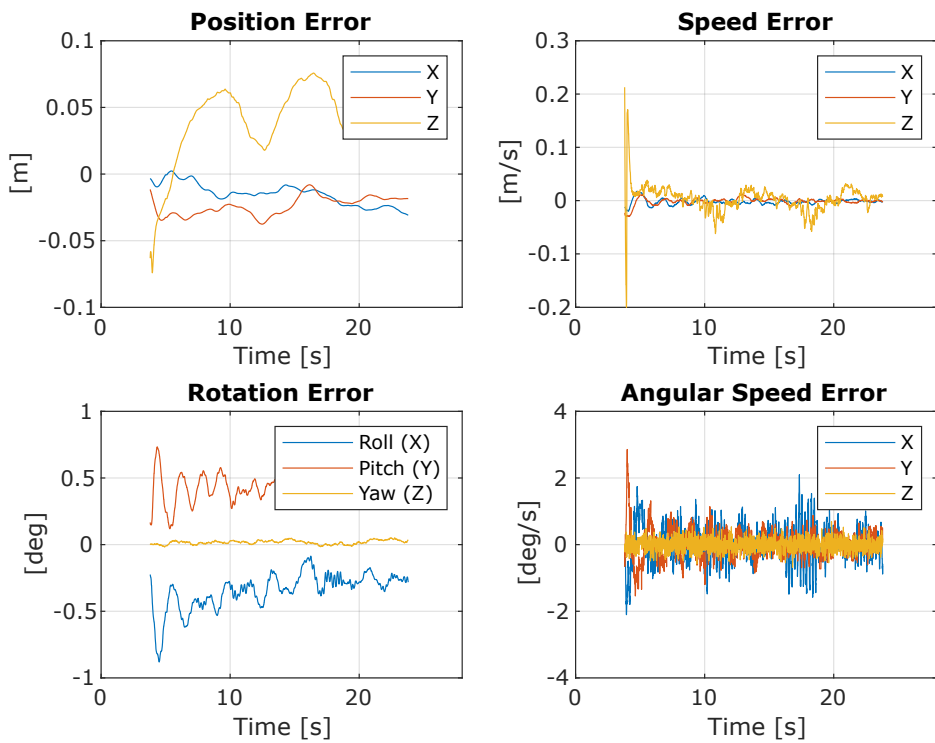 Position Error
0.1
0.05
0
-0.05
-0.1
[m]
0
10
20
Time [s]
X
Y
Z
Speed Error
0.3
0.2
0.1
0
-0.1
-0.2
[m/s]
0
10
20
Time [s]
X
Y
Z
Rotation Error
1
0.5
0
-0.5
-1
[deg]
0
10
20
Time [s]
Roll (X)
Pitch (Y)
Yaw (Z)
Angular Speed Error
4
2
0
-2
-4
[deg/s]
0
10
20
Time [s]
X
Y
Z